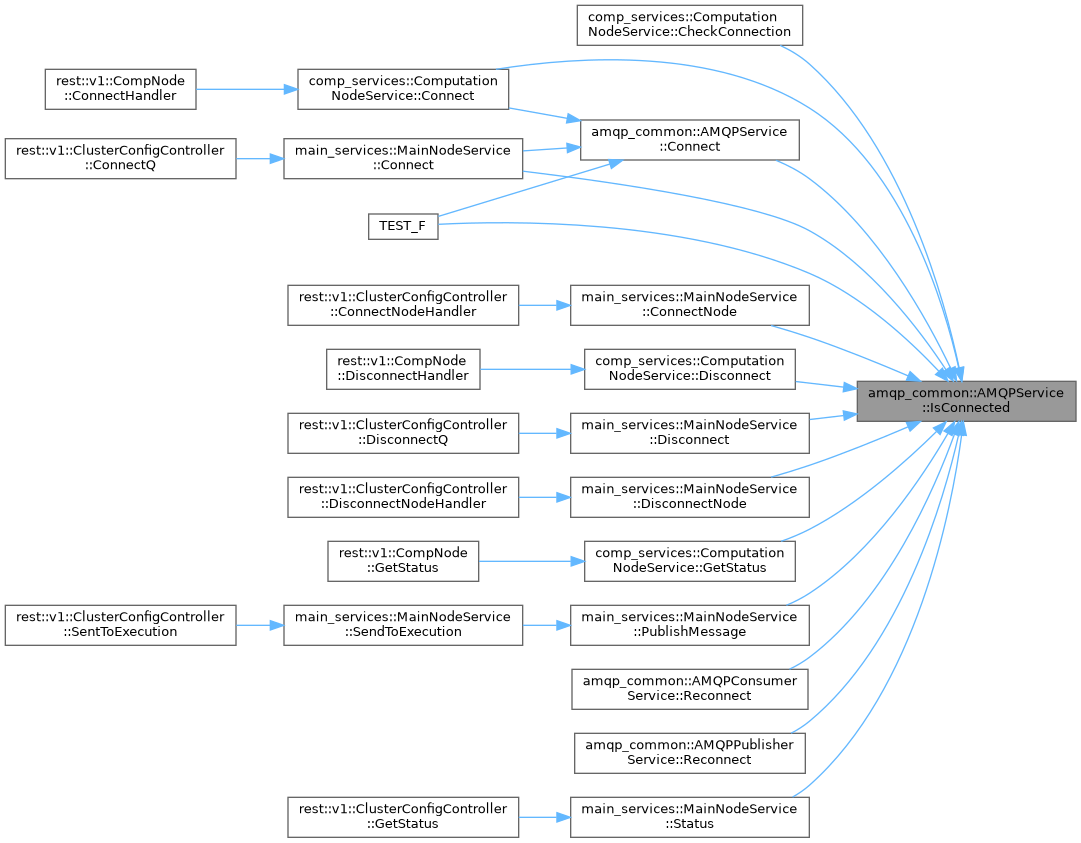 comp_services::Computation
NodeService::CheckConnection
rest::v1::CompNode
::ConnectHandler
comp_services::Computation
NodeService::Connect
amqp_common::AMQPService
::Connect
rest::v1::ClusterConfigController
::ConnectQ
main_services::MainNodeService
::Connect
TEST_F
rest::v1::ClusterConfigController
::ConnectNodeHandler
main_services::MainNodeService
::ConnectNode
rest::v1::CompNode
::DisconnectHandler
comp_services::Computation
NodeService::Disconnect
amqp_common::AMQPService
::IsConnected
rest::v1::ClusterConfigController
::DisconnectQ
main_services::MainNodeService
::Disconnect
rest::v1::ClusterConfigController
::DisconnectNodeHandler
main_services::MainNodeService
::DisconnectNode
rest::v1::CompNode
::GetStatus
comp_services::Computation
NodeService::GetStatus
rest::v1::ClusterConfigController
::SentToExecution
main_services::MainNodeService
::SendToExecution
main_services::MainNodeService
::PublishMessage
amqp_common::AMQPConsumer
Service::Reconnect
amqp_common::AMQPPublisher
Service::Reconnect
rest::v1::ClusterConfigController
::GetStatus
main_services::MainNodeService
::Status